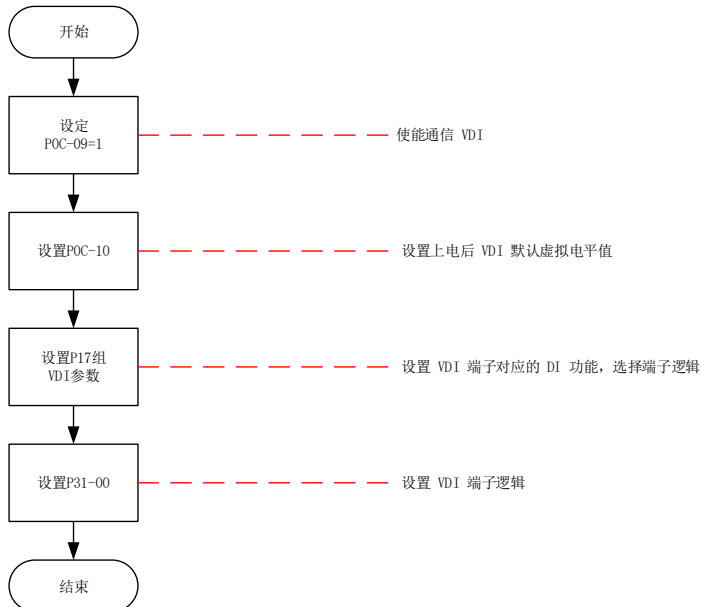 开始
设定
P0C-09=1
使能通信 VDI
设置P0C-10
设置上电后 VDI 默认虚拟电平值
设置P17组
VDI参数
设置 VDI 端子对应的 DI 功能，选择端子逻辑
设置P31-00
设置 VDI 端子逻辑
结束